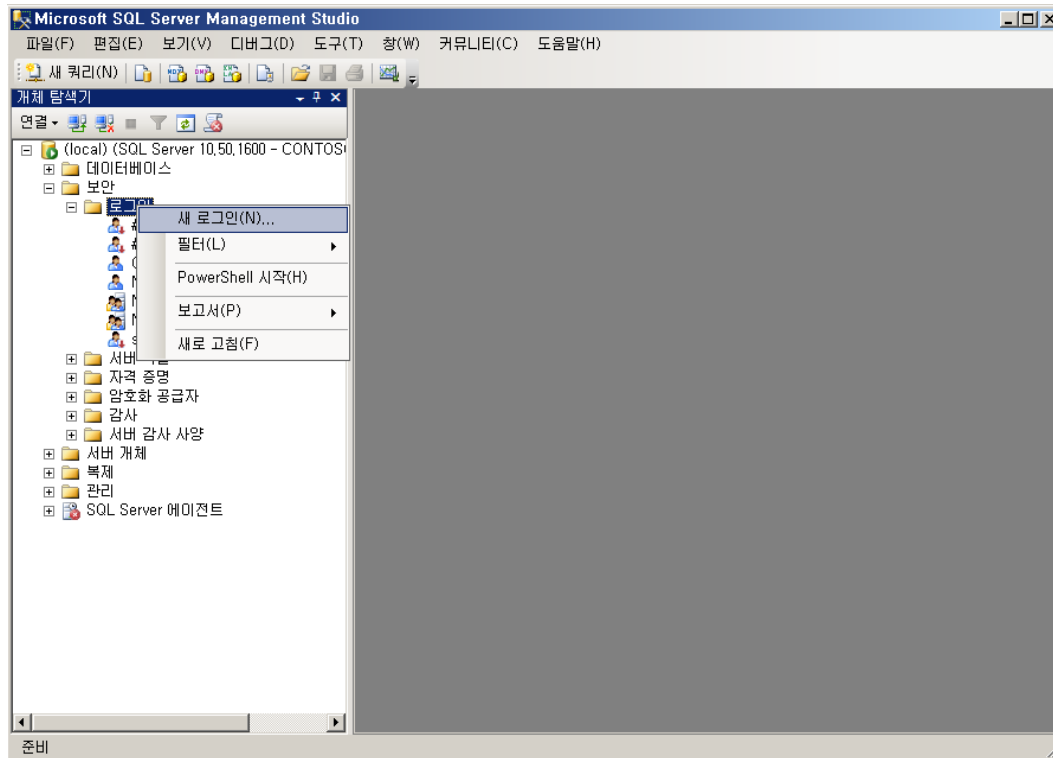 Microsoft SQL Server Management Studio
파일(F) 편집(E) 보기(V) 디버그(D) 도구(T) 창(W) 커뮤니티(C) 도움말(H)
새 쿼리(N)
개체 탐색기
연결
(local) (SQL Server 10,50,1600 - CONTOS
데이터베이스
보안
로그인
새 로그인(N)...
필터(L)
PowerShell 시작(H)
보고서(P)
새로 고침(F)
서버
자격 증명
암호화 공급자
감사
서버 감사 사양
서버 개체
복제
관리
SQL Server 에이전트
준비